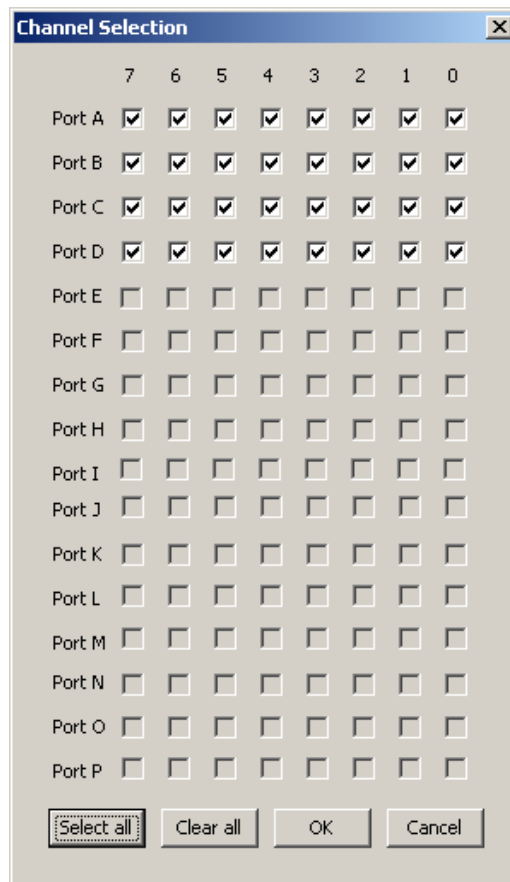 Channel Selection
7 6 5 4 3 2 1 0
Port A
Port B
Port C
Port D
Port E
Port F
Port G
Port H
Port I
Port J
Port K
Port L
Port M
Port N
Port O
Port P
Select all Clear all OK Cancel